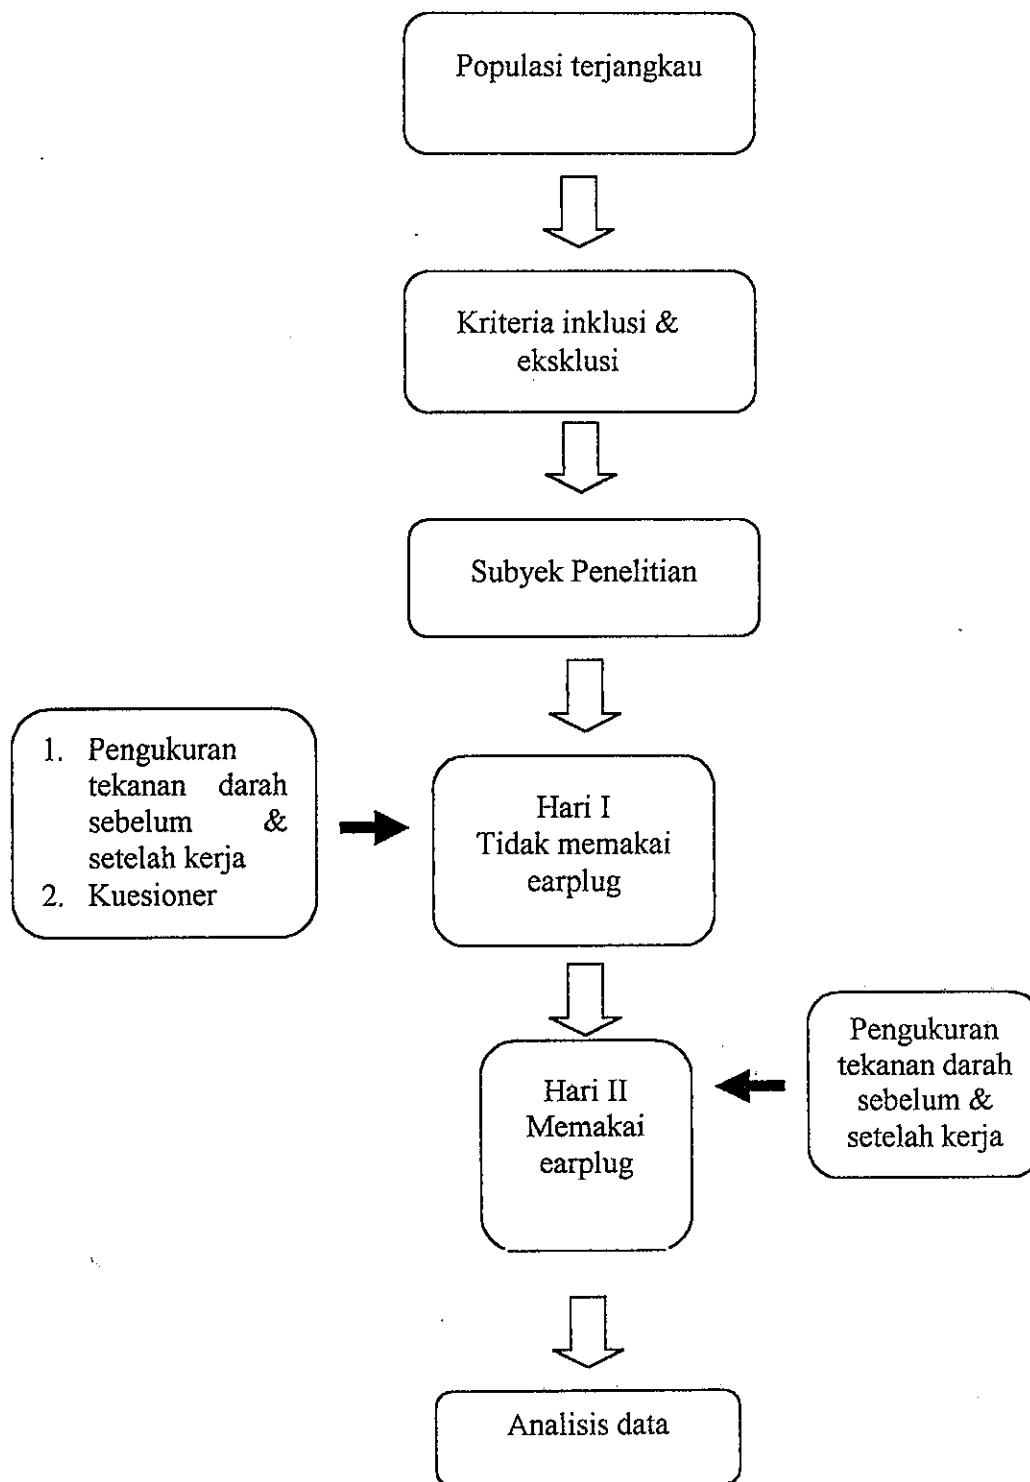 Populasi terjangkau
Kriteria inklusi &
eksklusi
Subyek Penelitian
1. Pengukuran
tekanan darah
sebelum &
setelah kerja
2. Kuesioner
Hari I
Tidak memakai
earplug
Pengukuran
tekanan darah
sebelum &
setelah kerja
Hari II
Memakai
earplug
Analisis data